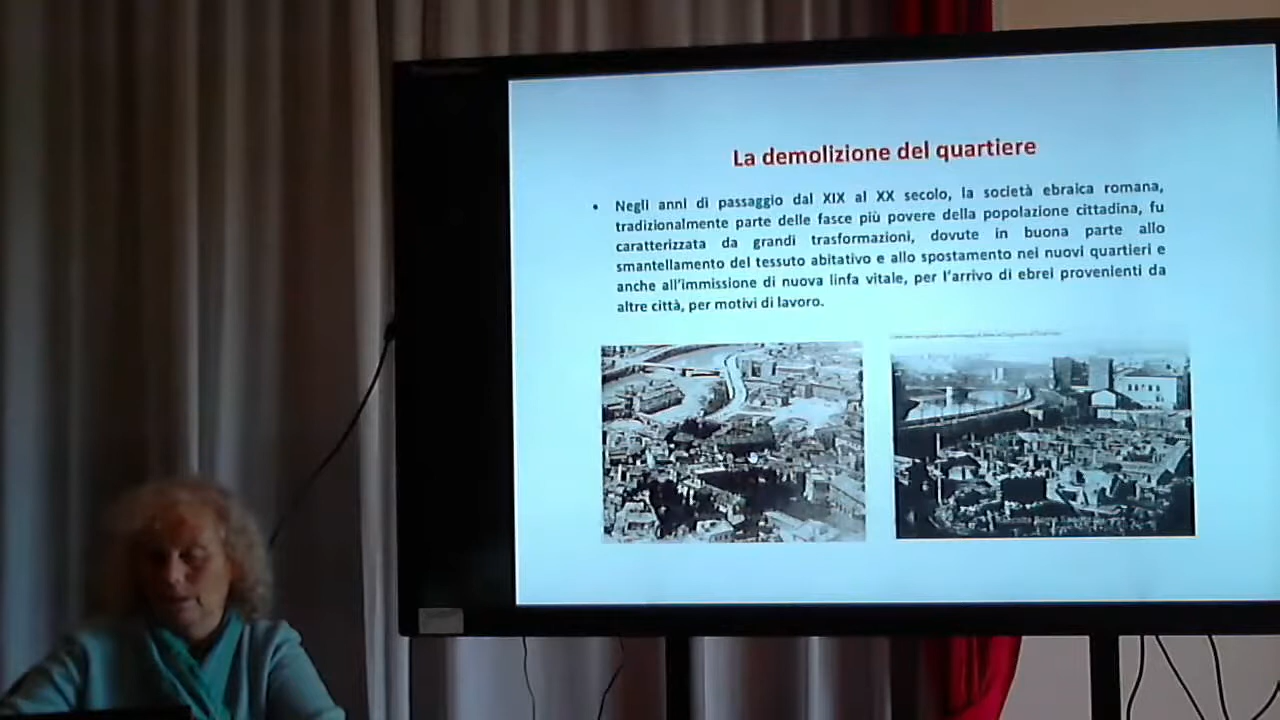 La demolizione del quartiere
• Negli anni di passaggio dal XIX al XX secolo, la società ebraica romana,
tradizionalmente parte delle fasce più povere della popolazione cittadina, fu
caratterizzata da grandi trasformazioni, dovute in buona parte allo
smantellamento del tessuto abitativo e allo spostamento nei nuovi quartieri e
anche all'immissione di nuova linfa vitale, per l'arrivo di ebrei provenienti da
altre città, per motivi di lavoro.